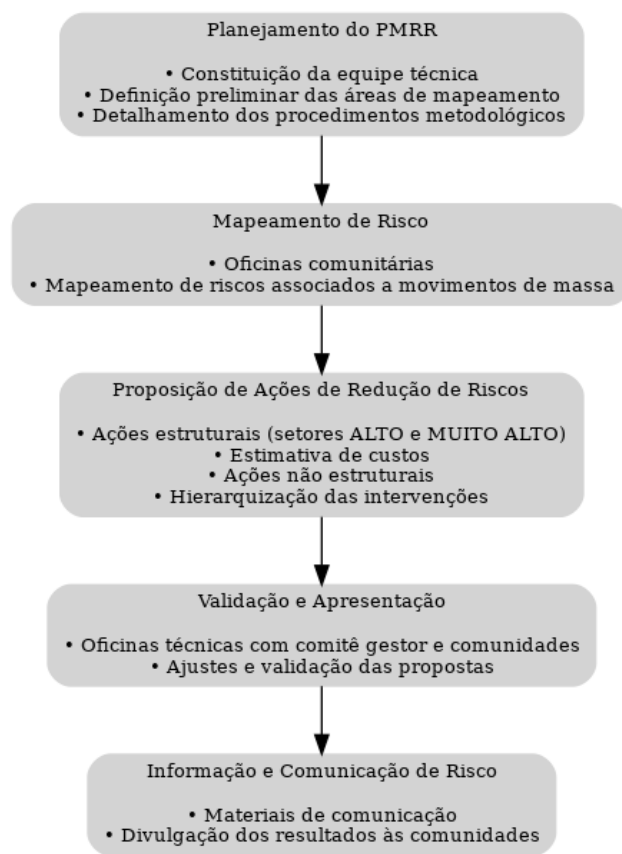 Planejamento do PMRR
• Constituição da equipe técnica
• Definição preliminar das áreas de mapeamento
• Detalhamento dos procedimentos metodológicos
Mapeamento de Risco
• Oficinas comunitárias
• Mapeamento de riscos associados a movimentos de massa
Proposição de Ações de Redução de Riscos
• Ações estruturais (setores ALTO e MUITO ALTO)
• Estimativa de custos
• Ações não estruturais
• Hierarquização das intervenções
Validação e Apresentação
• Oficinas técnicas com comitê gestor e comunidades
• Ajustes e validação das propostas
Informação e Comunicação de Risco
• Materiais de comunicação
• Divulgação dos resultados às comunidades